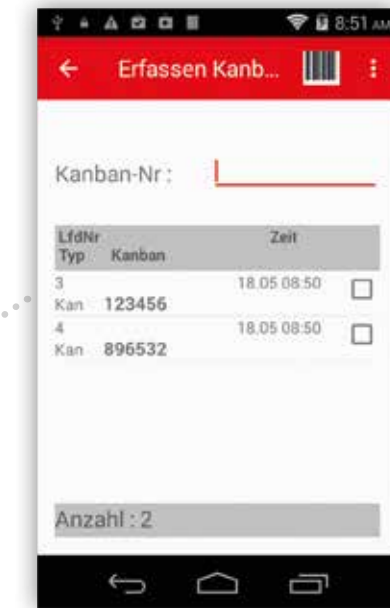 8:51 AM
Erfassen Kanb...
Kanban-Nr :
LfdNr Zeit
Typ Kanban
3 18.05 08:50
Kan 123456
4 18.05 08:50
Kan 896532
Anzahl : 2